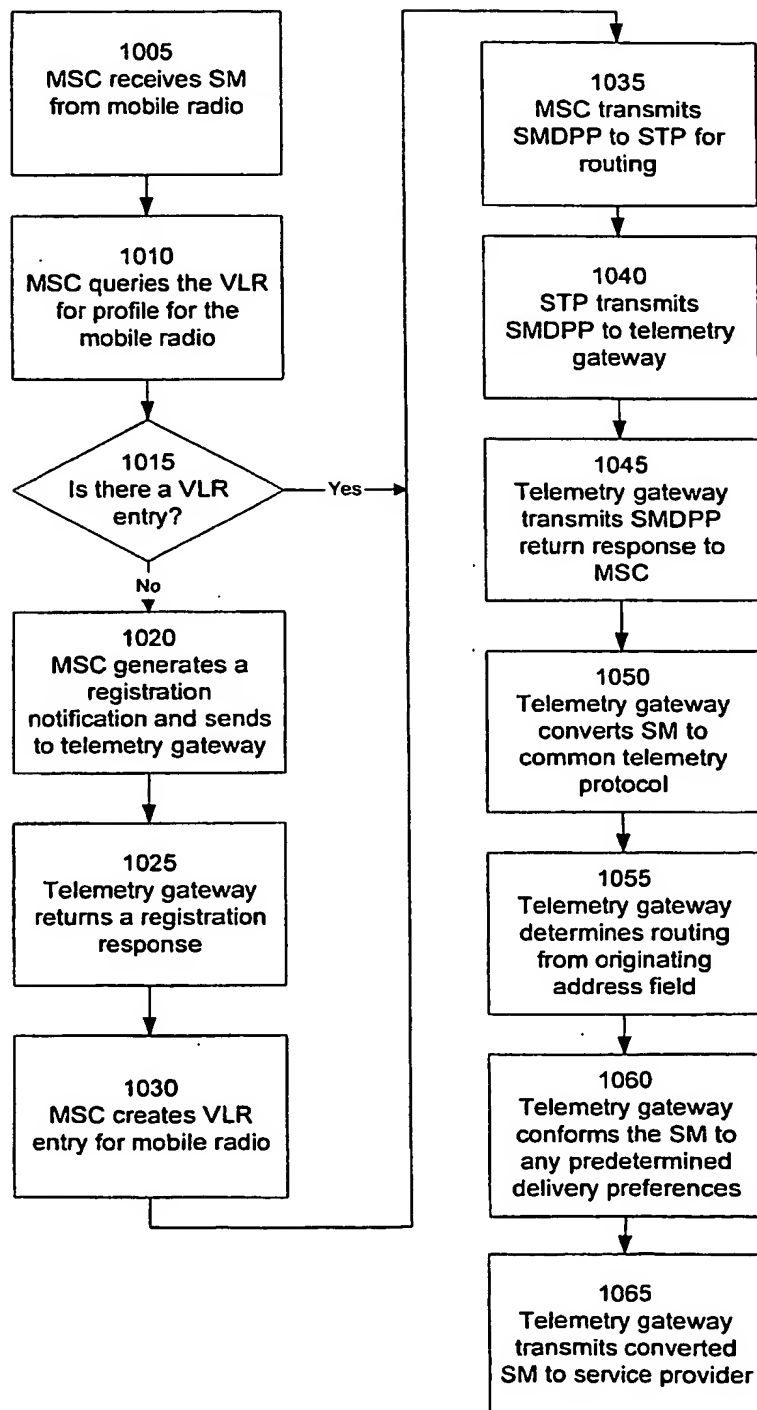 1005
MSC receives SM
from mobile radio
1010
MSC queries the VLR
for profile for the
mobile radio
1015
Is there a VLR
entry?
Yes
No
1020
MSC generates a
registration
notification and sends
to telemetry gateway
1025
Telemetry gateway
returns a registration
response
1030
MSC creates VLR
entry for mobile radio
1035
MSC transmits
SMDPP to STP for
routing
1040
STP transmits
SMDPP to telemetry
gateway
1045
Telemetry gateway
transmits SMDPP
return response to
MSC
1050
Telemetry gateway
converts SM to
common telemetry
protocol
1055
Telemetry gateway
determines routing
from originating
address field
1060
Telemetry gateway
conforms the SM to
any predetermined
delivery preferences
1065
Telemetry gateway
transmits converted
SM to service provider